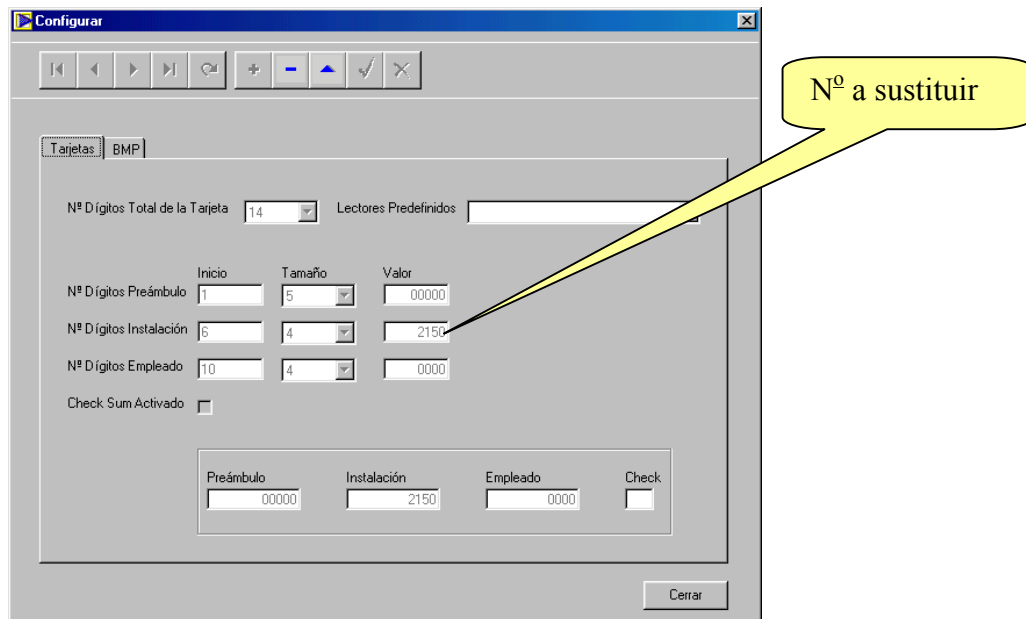 Configurar
Nº a sustituir
Tarjetas BMP
Nº Dígitos Total de la Tarjeta 14 Lectores Predefinidos
Inicio Tamaño Valor
Nº Dígitos Preámbulo 1 5 00000
Nº Dígitos Instalación 6 4 2150
Nº Dígitos Empleado 10 4 0000
Check Sum Activado
Preámbulo Instalación Empleado Check
00000 2150 0000
Cerrar